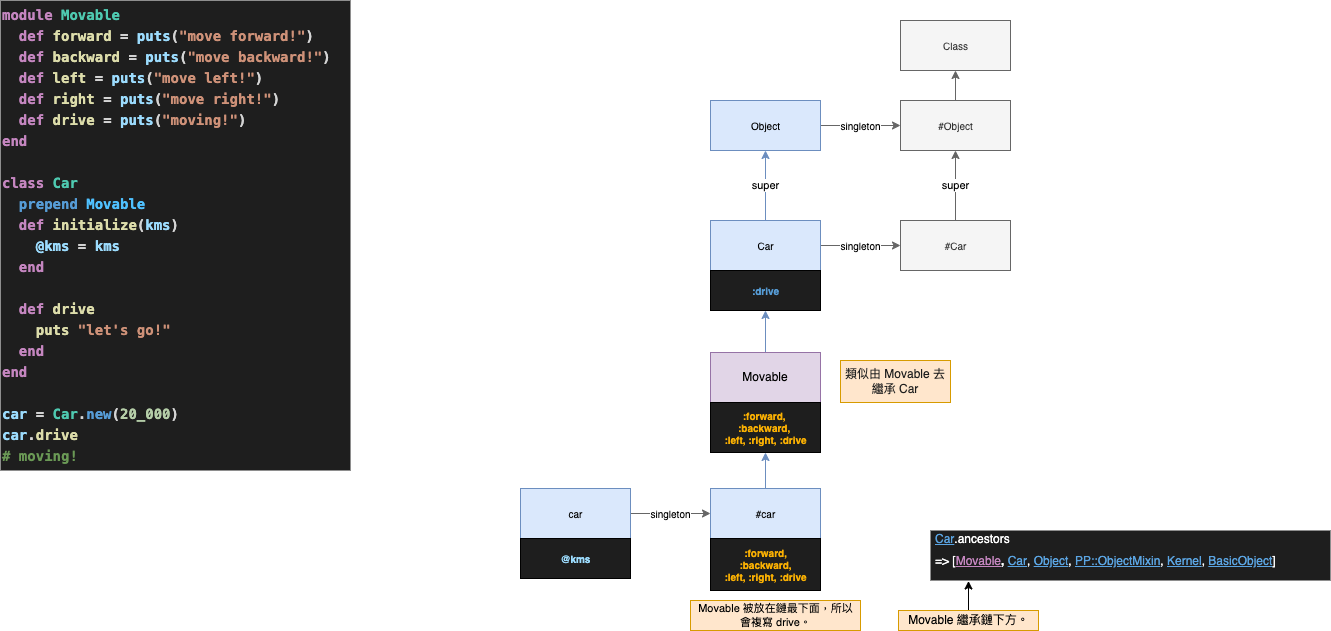 module Movable
  def forward = puts("move forward!")
  def backward = puts("move backward!")
  def left = puts("move left!")
  def right = puts("move right!")
  def drive = puts("moving!")
end
class Car
  prepend Movable
  def initialize(kms)
    @kms = kms
  end
  def drive
    puts "let's go!"
  end
end
car = Car.new(20_000)
car.drive
# moving!
Class
Object
singleton
#Object
super
super
Car
singleton
#Car
:drive
Movable
類似由 Movable 去
繼承 Car
:forward,
:backward,
:left, :right, :drive
car
singleton
#car
@kms
:forward,
:backward,
:left, :right, :drive
Movable 被放在鏈最下面，所以
會複寫 drive。
Car.ancestors
=> [Movable, Car, Object, PP::ObjectMixin, Kernel, BasicObject]
Movable 繼承鏈下方。